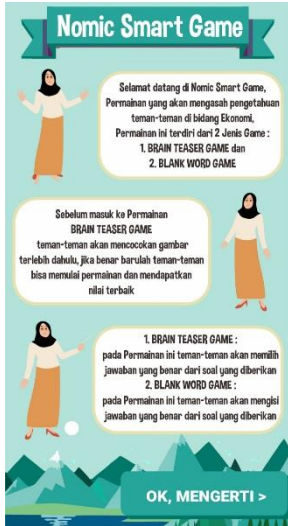 Nomic Smart Game
Selamat datang di Nomic Smart Game,
Permainan yang akan mengasah pengetahuan
teman-teman di bidang Ekonomi,
Permainan ini terdiri dari 2 Jenis Game :
1. BRAIN TEASER GAME dan
2. BLANK WORD GAME
Sebelum masuk ke Permainan
BRAIN TEASER GAME
teman-teman akan mencocokan gambar
terlebih dahulu, jika benar barulah teman-teman
bisa memulai permainan dan mendapatkan
nilai terbaik
1. BRAIN TEASER GAME :
pada Permainan ini teman-teman akan memilih
jawaban yang benar dari soal yang diberikan
2. BLANK WORD GAME :
pada Permainan ini teman-teman akan mengisi
jawaban yang benar dari soal yang diberikan
OK, MENGERTI >